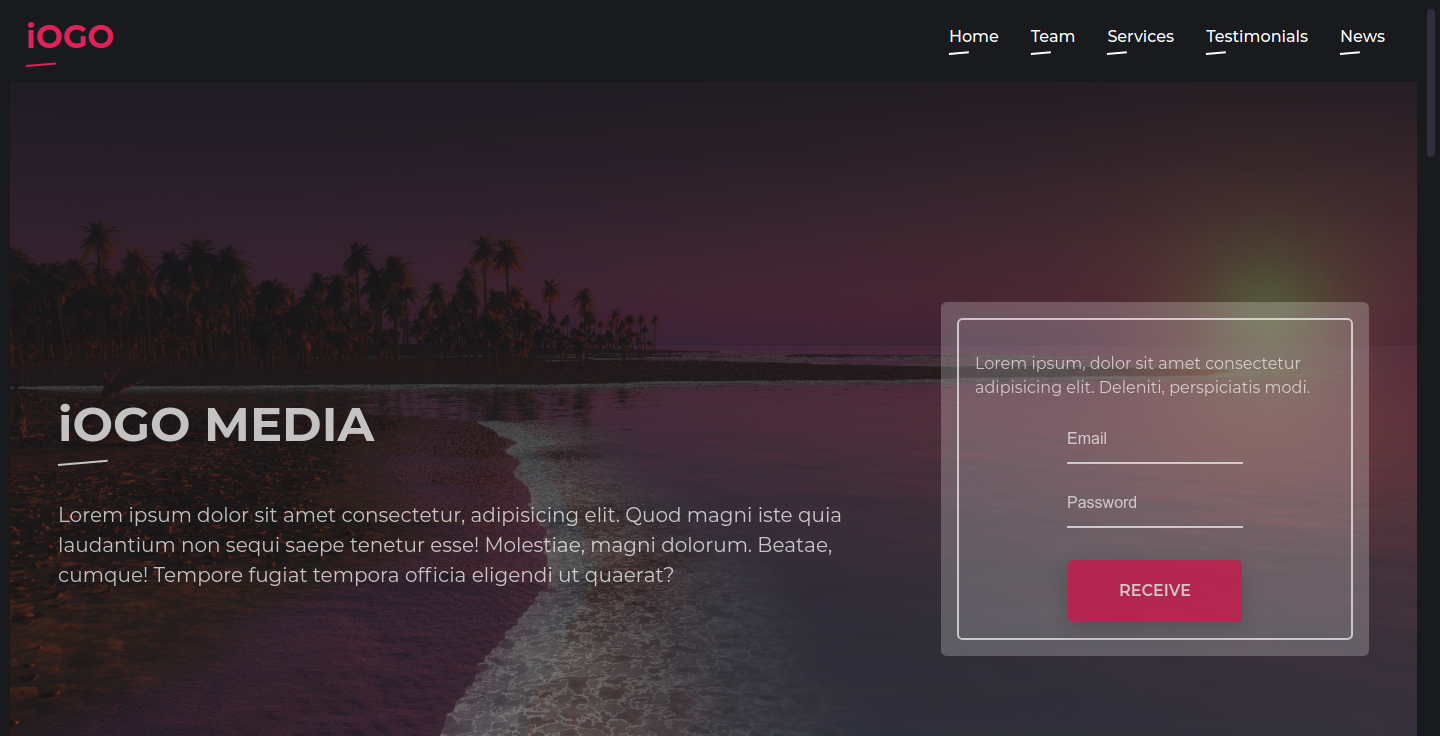 iOGO
Home Team Services Testimonials News
iOGO MEDIA
Lorem ipsum dolor sit amet consectetur, adipisicing elit. Quod magni iste quia
laudantium non sequi saepe tenetur esse! Molestiae, magni dolorum. Beatae,
cumque! Tempore fugiat tempora officia eligendi ut quaerat?
Lorem ipsum, dolor sit amet consectetur
adipisicing elit. Deleniti, perspiciatis modi.
Email
Password
RECEIVE